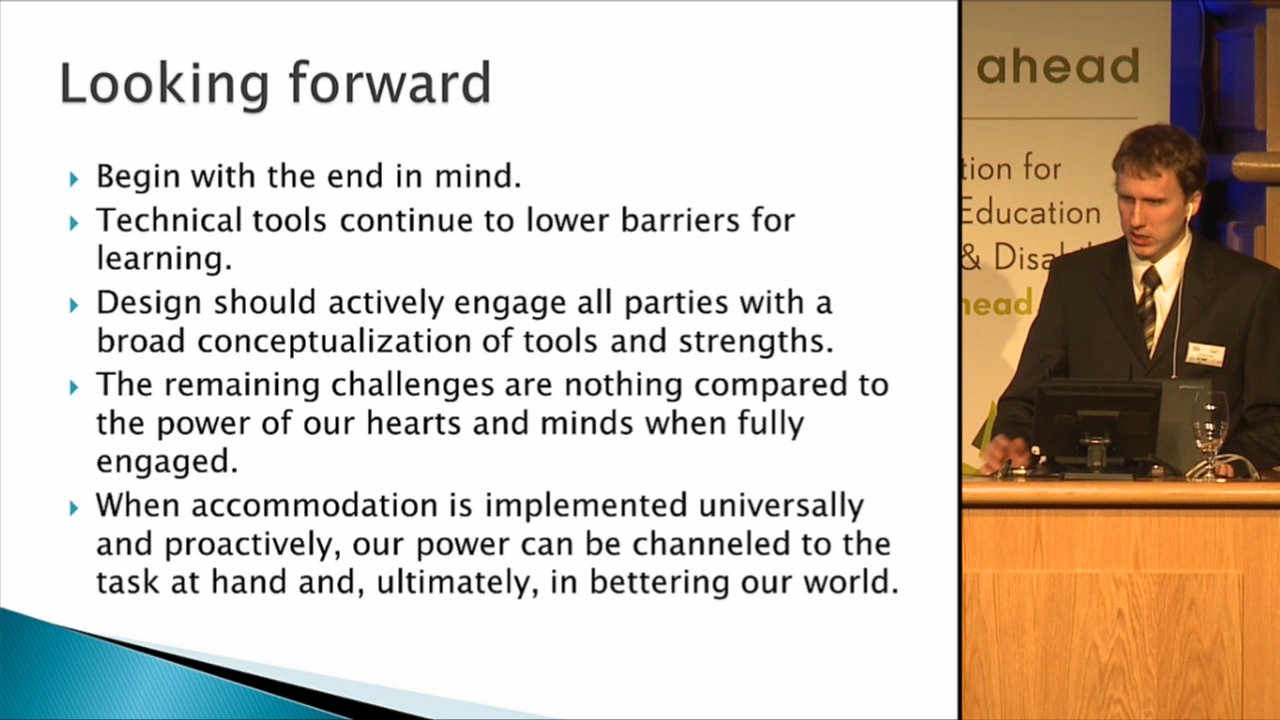 Looking forward
Begin with the end in mind.
Technical tools continue to lower barriers for
learning.
Design should actively engage all parties with a
broad conceptualization of tools and strengths.
The remaining challenges are nothing compared to
the power of our hearts and minds when fully
engaged.
When accommodation is implemented universally
and proactively, our power can be channeled to the
task at hand and, ultimately, in bettering our world.
ahead
tion for
Education
& Disa
ead